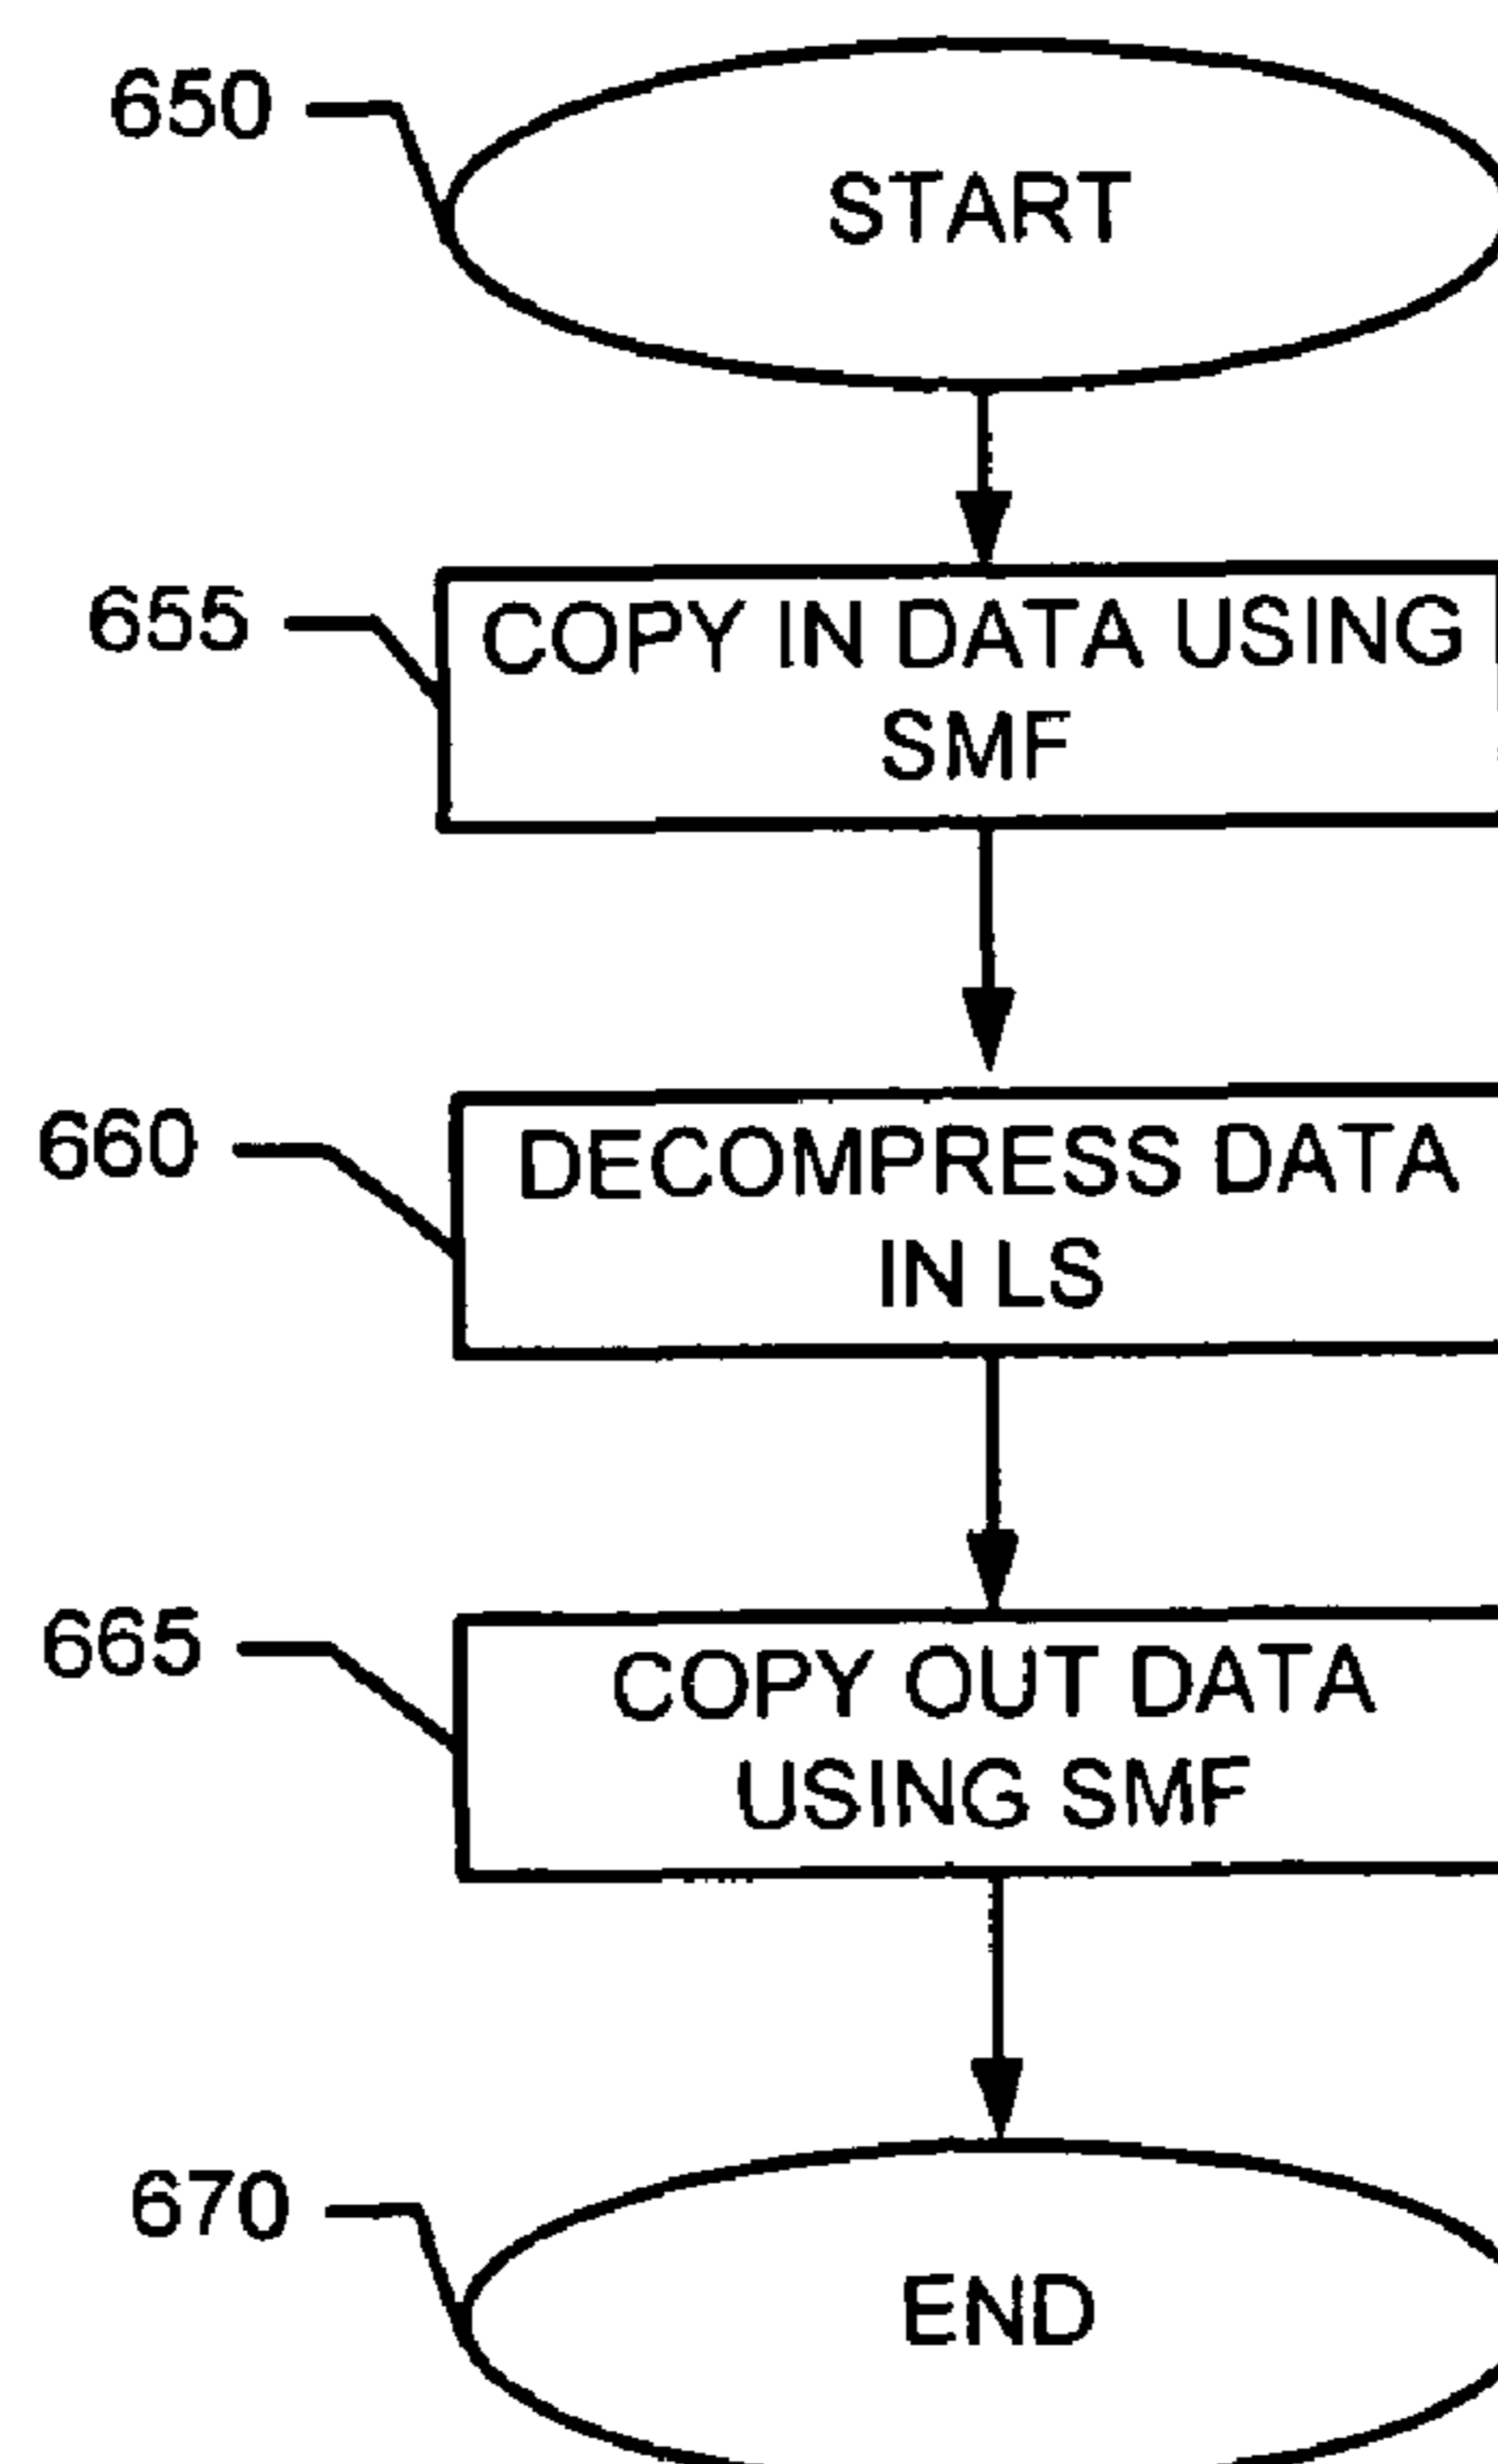 650
START
655
COPY IN DATA USING
SMF
660
DECOMPRESS DATA
IN LS
665
COPY OUT DATA
USING SMF
670
END